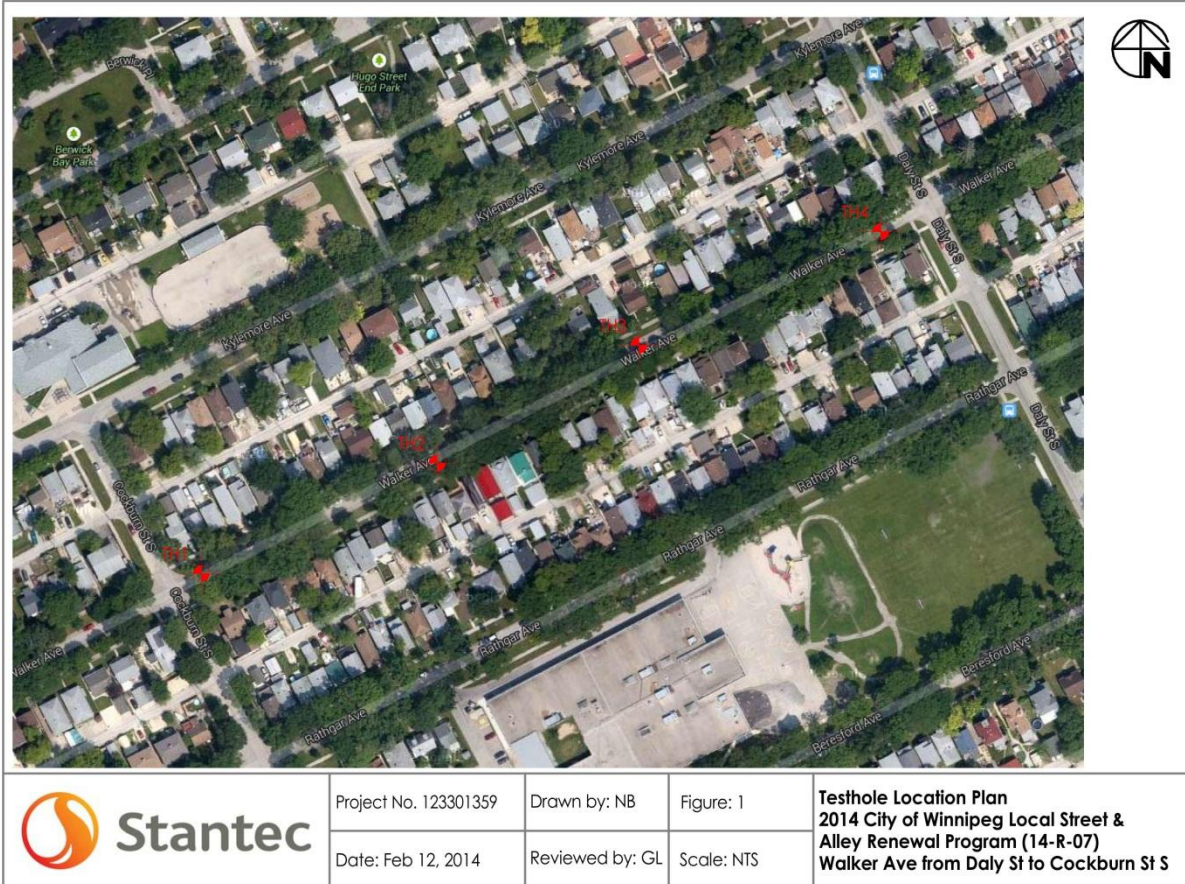 N
Berwick Pl
Hugo Street
End Park
Berwick
Bay Park
Kylemore Ave
Kylemore Ave
Kylemore Ave
Kylemore Ave
Daly St S
Walker Ave
Daly St S
TH4
Walker Ave
TH3
Walker Ave
Rathgar Ave
Daly St S
TH2
Walker Ave
Rathgar Ave
Cockburn St S
Rathgar Ave
TH1
Cockburn St S
Walker Ave
Rathgar Ave
Rathgar Ave
Beresford Ave
Beresford Ave
Stantec
Project No. 123301359
Drawn by: NB
Figure: 1
Date: Feb 12, 2014
Reviewed by: GL
Scale: NTS
Testhole Location Plan
2014 City of Winnipeg Local Street &
Alley Renewal Program (14-R-07)
Walker Ave from Daly St to Cockburn St S